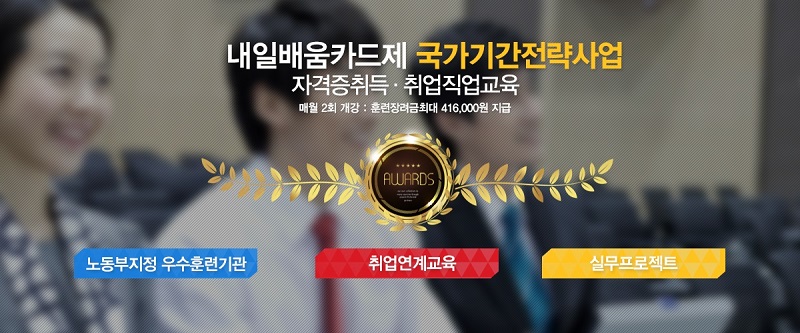 내일배움카드제 국가기간전략사업
자격증취득 · 취업직업교육
매월 2회 개강 : 훈련장려금최대 416,000원 지급
AWARDS
노동부지정 우수훈련기관
취업연계교육
실무프로젝트